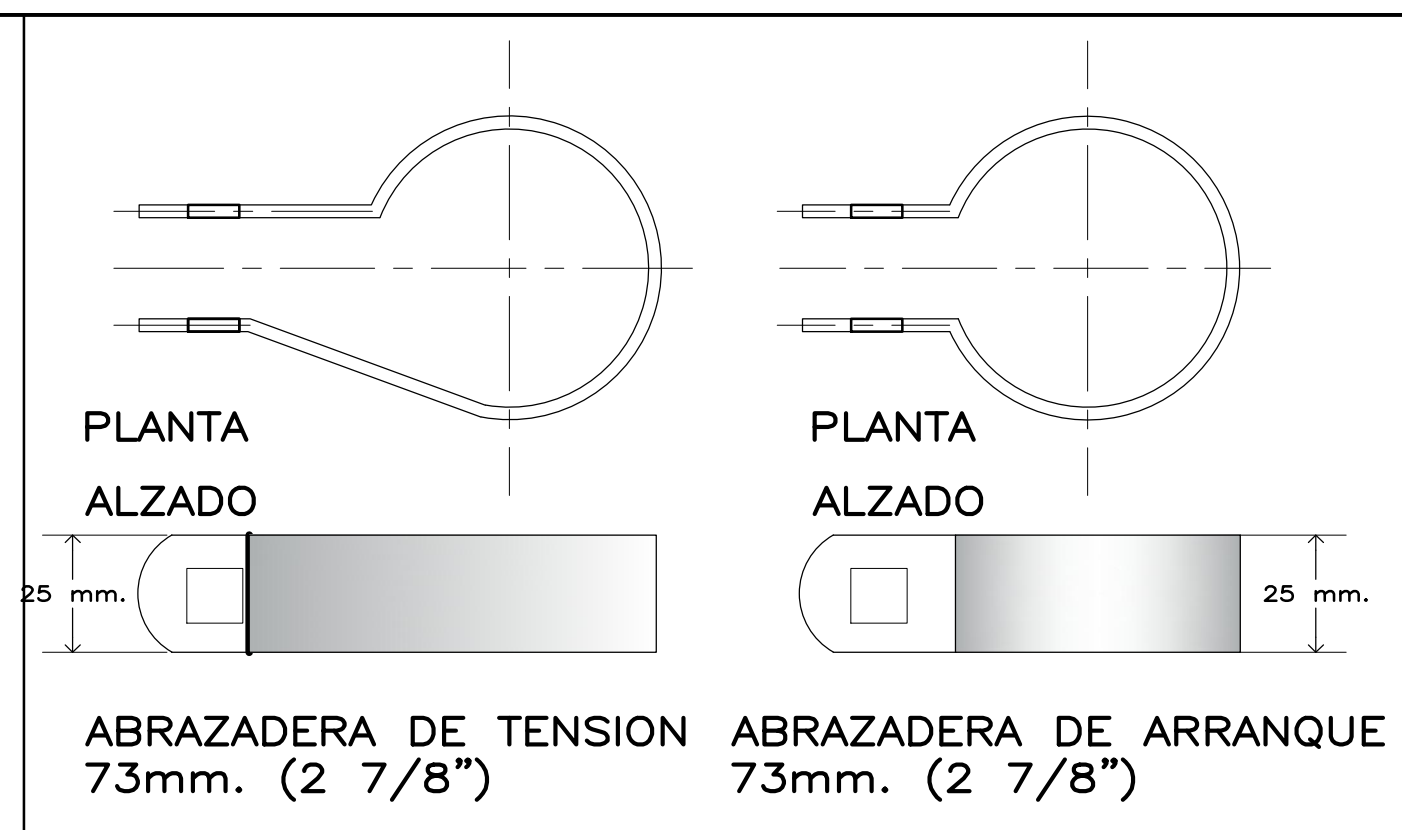 PLANTA
ALZADO
25 mm.
ABRAZADERA DE TENSION
73mm. (2 7/8")
PLANTA
ALZADO
25 mm.
ABRAZADERA DE ARRANQUE
73mm. (2 7/8")